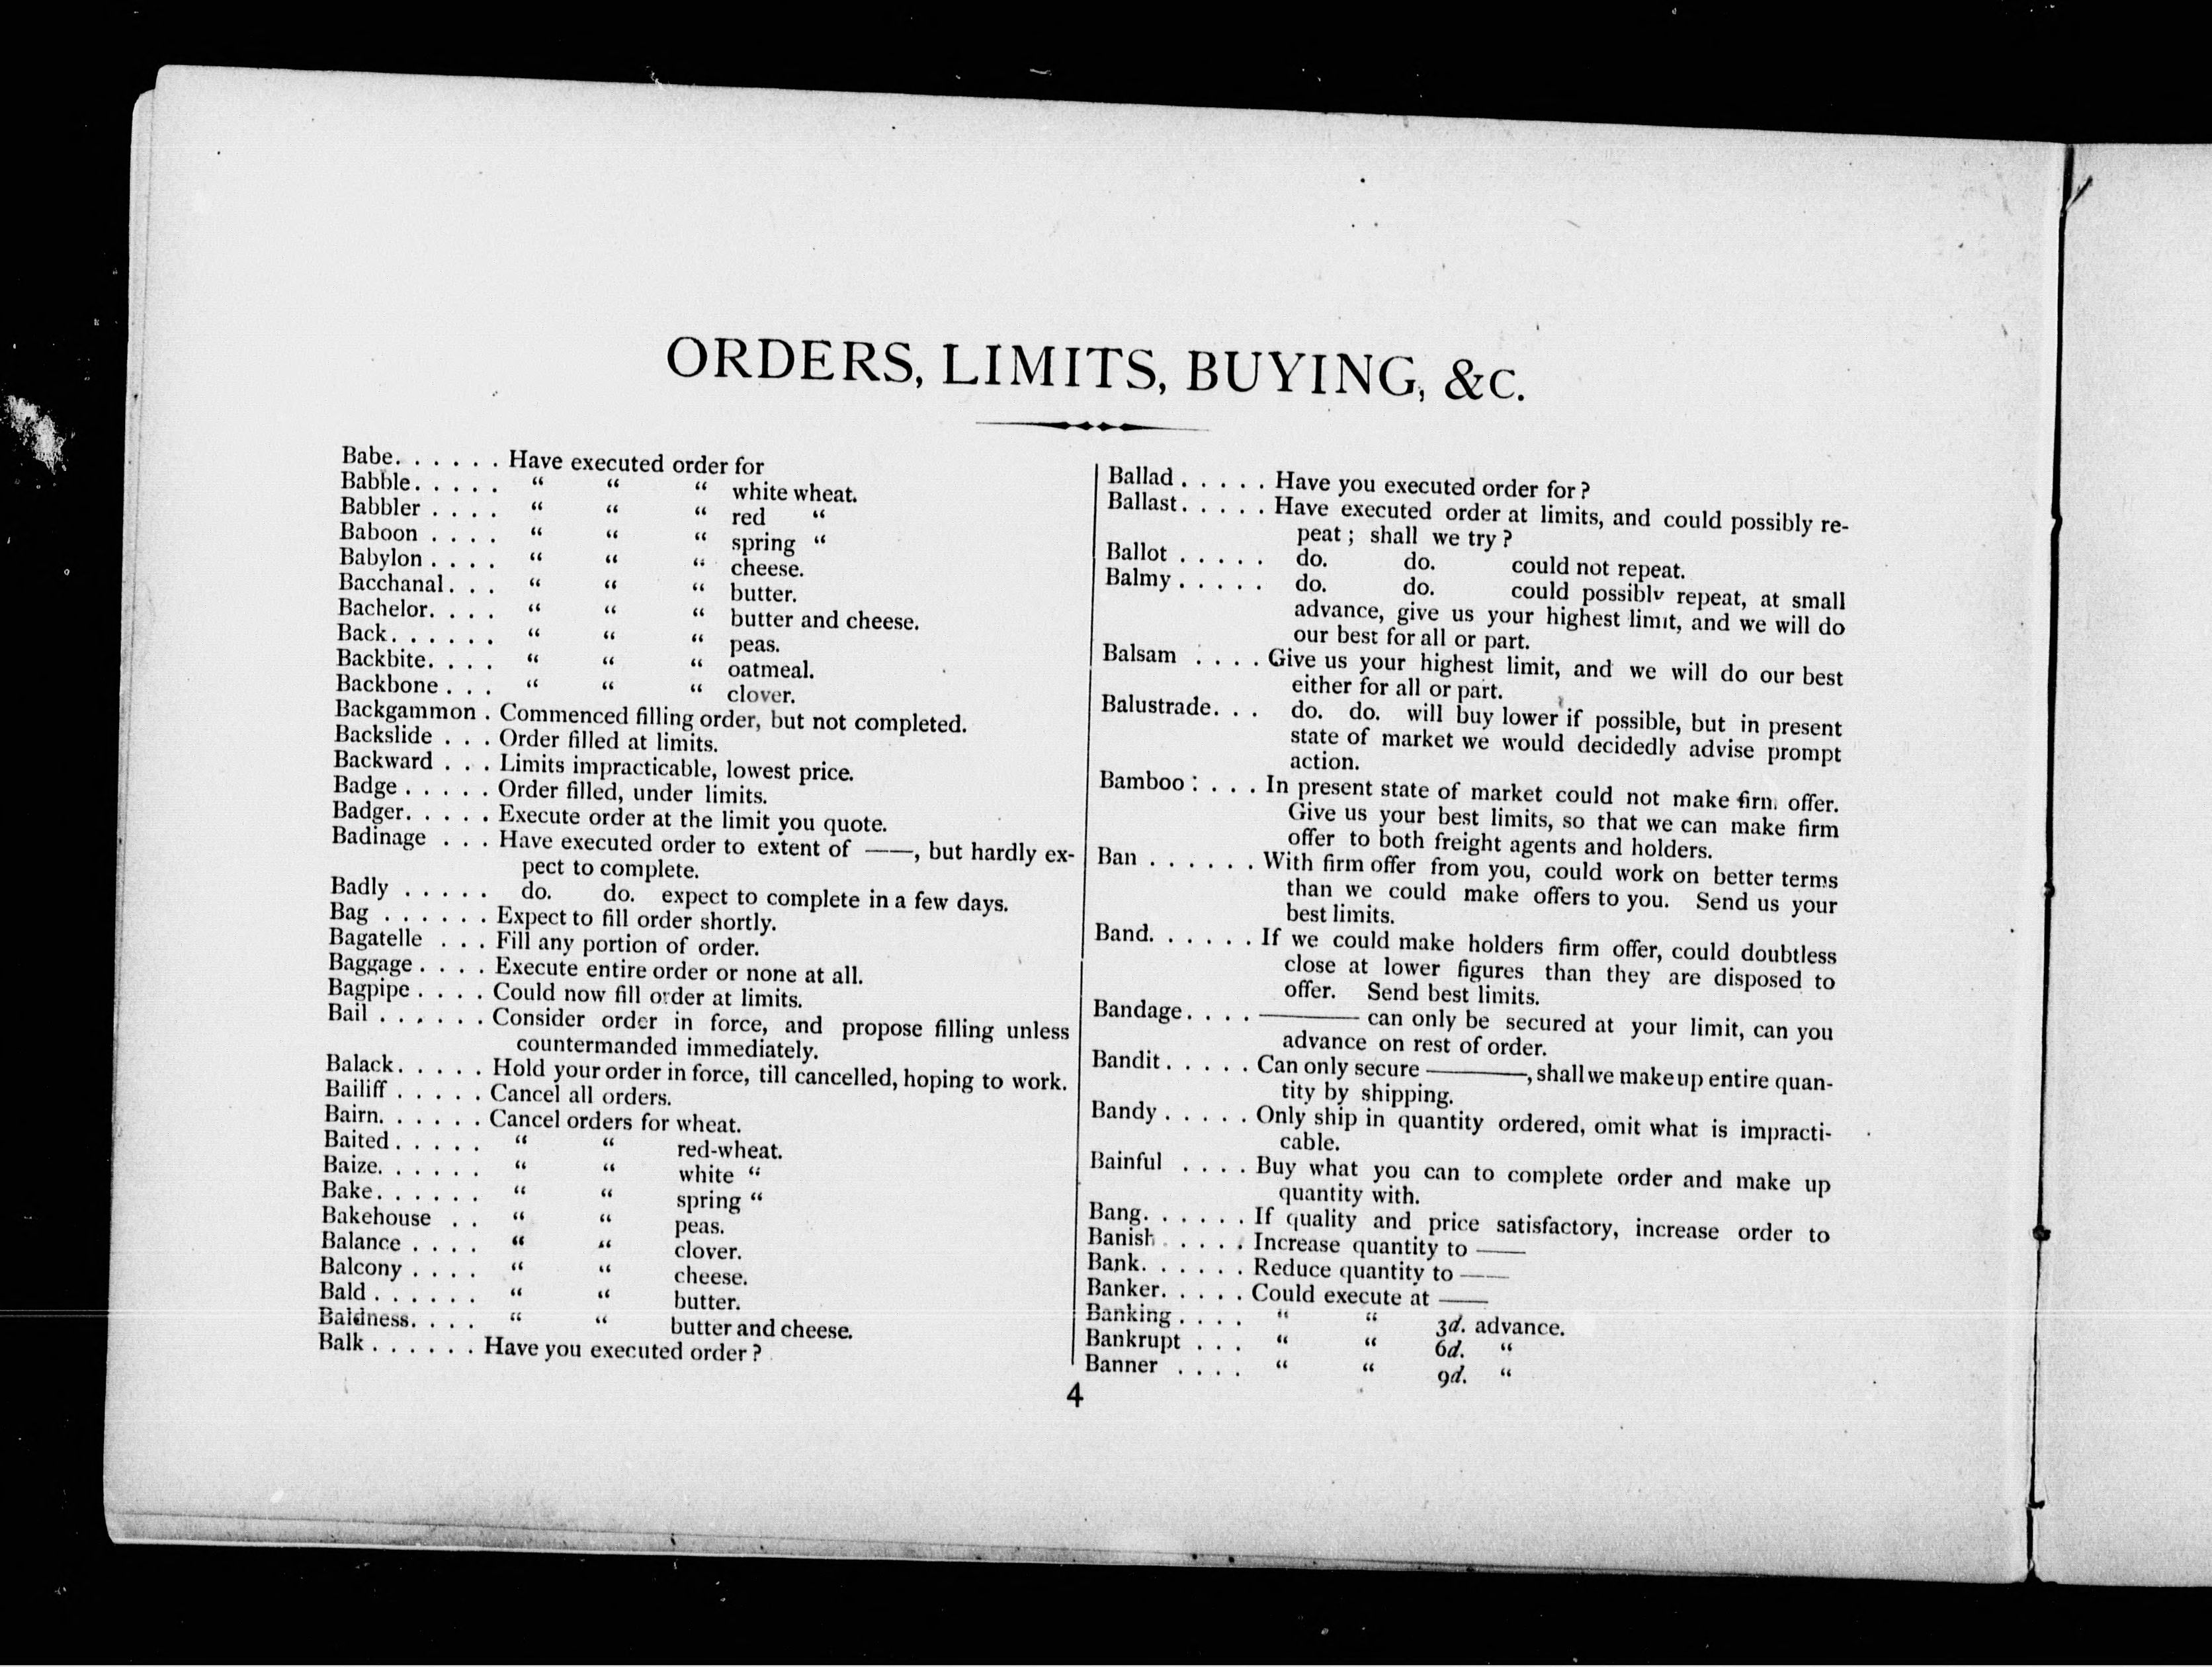 ORDERS, LIMITS, BUYING, &C.
Babe. . . . . . Have executed order for
Babble. . . . . “ “ “ white wheat.
Babbler . . . . “ “ “ red “
Baboon . . . . “ “ “ spring “
Babylon . . . . “ “ “ cheese.
Bacchanal. . . “ “ “ butter.
Bachelor. . . . “ “ “ butter and cheese.
Back. . . . . . “ “ “ peas.
Backbite. . . . “ “ “ oatmeal.
Backbone . . . “ “ “ clover.
Backgammon . Commenced filling order, but not completed.
Backslide . . . Order filled at limits.
Backward . . . Limits impracticable, lowest price.
Badge . . . . . Order filled, under limits.
Badger. . . . . Execute order at the limit you quote.
Badinage . . . Have executed order to extent of ——, but hardly ex-
pect to complete.
Badly . . . . . do. do. expect to complete in a few days.
Bag . . . . . . Expect to fill order shortly.
Bagatelle . . . Fill any portion of order.
Baggage . . . . Execute entire order or none at all.
Bagpipe . . . . Could now fill order at limits.
Bail . . . . . . Consider order in force, and propose filling unless
countermanded immediately.
Balack. . . . . Hold your order in force, till cancelled, hoping to work.
Bailiff . . . . . Cancel all orders.
Bairn. . . . . . Cancel orders for wheat.
Baited . . . . . “ “ red-wheat.
Baize. . . . . . “ “ white “
Bake. . . . . . “ “ spring “
Bakehouse . . “ “ peas.
Balance . . . . “ “ clover.
Balcony . . . . “ “ cheese.
Bald . . . . . . “ “ butter.
Baldness. . . . “ “ butter and cheese.
Balk . . . . . . Have you executed order ?
Ballad . . . . . Have you executed order for ?
Ballast. . . . . Have executed order at limits, and could possibly re-
peat ; shall we try ?
Ballot . . . . . do. do. could not repeat.
Balmy . . . . . do. do. could possibly repeat, at small
advance, give us your highest limit, and we will do
our best for all or part.
Balsam . . . . Give us your highest limit, and we will do our best
either for all or part.
Balustrade. . . do. do. will buy lower if possible, but in present
state of market we would decidedly advise prompt
action.
Bamboo : . . . In present state of market could not make firm offer.
Give us your best limits, so that we can make firm
offer to both freight agents and holders.
Ban . . . . . . With firm offer from you, could work on better terms
than we could make offers to you. Send us your
best limits.
Band. . . . . . If we could make holders firm offer, could doubtless
close at lower figures than they are disposed to
offer. Send best limits.
Bandage. . . . ———— can only be secured at your limit, can you
advance on rest of order.
Bandit. . . . . Can only secure ————, shall we make up entire quan-
tity by shipping.
Bandy . . . . . Only ship in quantity ordered, omit what is impracti-
cable.
Bainful . . . . Buy what you can to complete order and make up
quantity with.
Bang. . . . . . If quality and price satisfactory, increase order to
Banish . . . . . Increase quantity to ——
Bank. . . . . . Reduce quantity to ——
Banker. . . . . Could execute at ——
Banking . . . . “ “ 3d. advance.
Bankrupt . . . “ “ 6d. “
Banner . . . . “ “ 9d. “
4